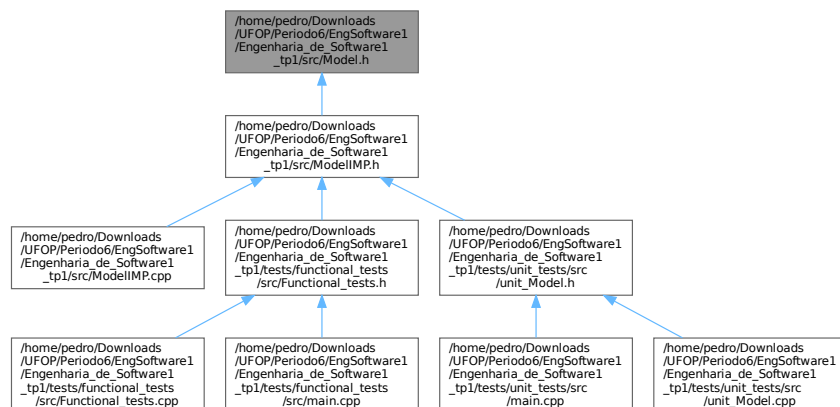 /home/pedro/Downloads
/UFOP/Periodo6/EngSoftware1
/Engenharia_de_Software1
_tp1/src/Model.h
/home/pedro/Downloads
/UFOP/Periodo6/EngSoftware1
/Engenharia_de_Software1
_tp1/src/ModelIMP.h
/home/pedro/Downloads
/UFOP/Periodo6/EngSoftware1
/Engenharia_de_Software1
_tp1/src/ModelIMP.cpp
/home/pedro/Downloads
/UFOP/Periodo6/EngSoftware1
/Engenharia_de_Software1
_tp1/tests/functional_tests
/src/Functional_tests.h
/home/pedro/Downloads
/UFOP/Periodo6/EngSoftware1
/Engenharia_de_Software1
_tp1/tests/unit_tests/src
/unit_Model.h
/home/pedro/Downloads
/UFOP/Periodo6/EngSoftware1
/Engenharia_de_Software1
_tp1/tests/functional_tests
/src/Functional_tests.cpp
/home/pedro/Downloads
/UFOP/Periodo6/EngSoftware1
/Engenharia_de_Software1
_tp1/tests/functional_tests
/src/main.cpp
/home/pedro/Downloads
/UFOP/Periodo6/EngSoftware1
/Engenharia_de_Software1
_tp1/tests/unit_tests/src
/main.cpp
/home/pedro/Downloads
/UFOP/Periodo6/EngSoftware1
/Engenharia_de_Software1
_tp1/tests/unit_tests/src
/unit_Model.cpp